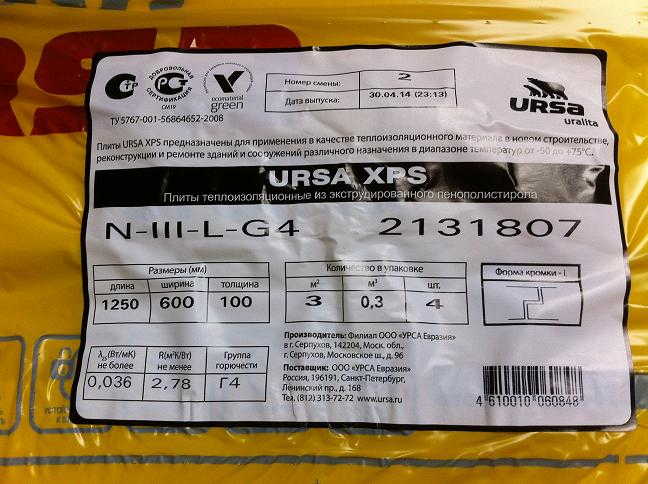 ДОБРОВОЛЬНАЯ
СЕРТИФИКАЦИЯ
econatural
green
Номер смены: 2
Дата выпуска: 30.04.14 (23:13)
URSA
uralita
ТУ 5767-001-56864652-2008
Плиты URSA XPS предназначены для применения в качестве теплоизоляционного материала в новом строительстве,
реконструкции и ремонте зданий и сооружений различного назначения в диапазоне температур от -50 до +75°С.
URSA XPS
Плиты теплоизоляционные из экструдированного пенополистирола
N-III-L-G4 2131807
Размеры (мм)
длина ширина толщина
1250 600 100
Количество в упаковке
м² м³ шт.
3 0,3 4
Форма кромки - L
Производитель: Филиал ООО «УРСА Евразия»
в г. Серпухов, 142204, Моск. обл.,
г. Серпухов, Московское ш., д. 96
Поставщик: ООО «УРСА Евразия»
Россия, 196191, Санкт-Петербург,
Ленинский пр., д. 168
Тел. (812) 313-72-72 www.ursa.ru
λ₂₅ (Вт/мК) R(м²К/Вт) Группа
не более не менее горючести
0,036 2,78 Г4
4 610010 060848